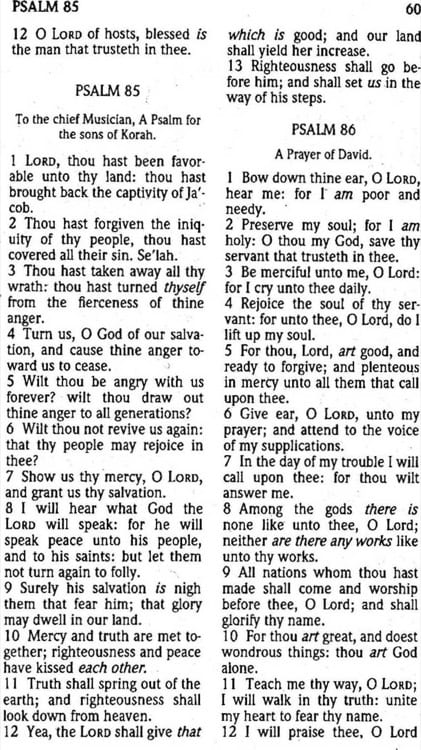 PSALM 85
60
12 O LORD of hosts, blessed is
the man that trusteth in thee.
PSALM 85
To the chief Musician, A Psalm for
the sons of Korah.
1 LORD, thou hast been favor-
able unto thy land: thou hast
brought back the captivity of Ja'-
cob.
2 Thou hast forgiven the iniq-
uity of thy people, thou hast
covered all their sin. Se'lah.
3 Thou hast taken away all thy
wrath: thou hast turned thyself
from the fierceness of thine
anger.
4 Turn us, O God of our salva-
tion, and cause thine anger to-
ward us to cease.
5 Wilt thou be angry with us
forever? wilt thou draw out
thine anger to all generations?
6 Wilt thou not revive us again:
that thy people may rejoice in
thee?
7 Show us thy mercy, O LORD,
and grant us thy salvation.
8 I will hear what God the
LORD will speak: for he will
speak peace unto his people,
and to his saints: but let them
not turn again to folly.
9 Surely his salvation is nigh
them that fear him; that glory
may dwell in our land.
10 Mercy and truth are met to-
gether; righteousness and peace
have kissed each other.
11 Truth shall spring out of the
earth; and righteousness shall
look down from heaven.
12 Yea, the LORD shall give that
which is good; and our land
shall yield her increase.
13 Righteousness shall go be-
fore him; and shall set us in the
way of his steps.
PSALM 86
A Prayer of David.
1 Bow down thine ear, O LORD,
hear me: for I am poor and
needy.
2 Preserve my soul; for I am
holy: O thou my God, save thy
servant that trusteth in thee.
3 Be merciful unto me, O Lord:
for I cry unto thee daily.
4 Rejoice the soul of thy ser-
vant: for unto thee, O Lord, do I
lift up my soul.
5 For thou, Lord, art good, and
ready to forgive; and plenteous
in mercy unto all them that call
upon thee.
6 Give ear, O LORD, unto my
prayer; and attend to the voice
of my supplications.
7 In the day of my trouble I will
call upon thee: for thou wilt
answer me.
8 Among the gods there is
none like unto thee, O Lord;
neither are there any works like
unto thy works.
9 All nations whom thou hast
made shall come and worship
before thee, O Lord; and shall
glorify thy name.
10 For thou art great, and doest
wondrous things: thou art God
alone.
11 Teach me thy way, O LORD;
I will walk in thy truth: unite
my heart to fear thy name.
12 I will praise thee, O Lord